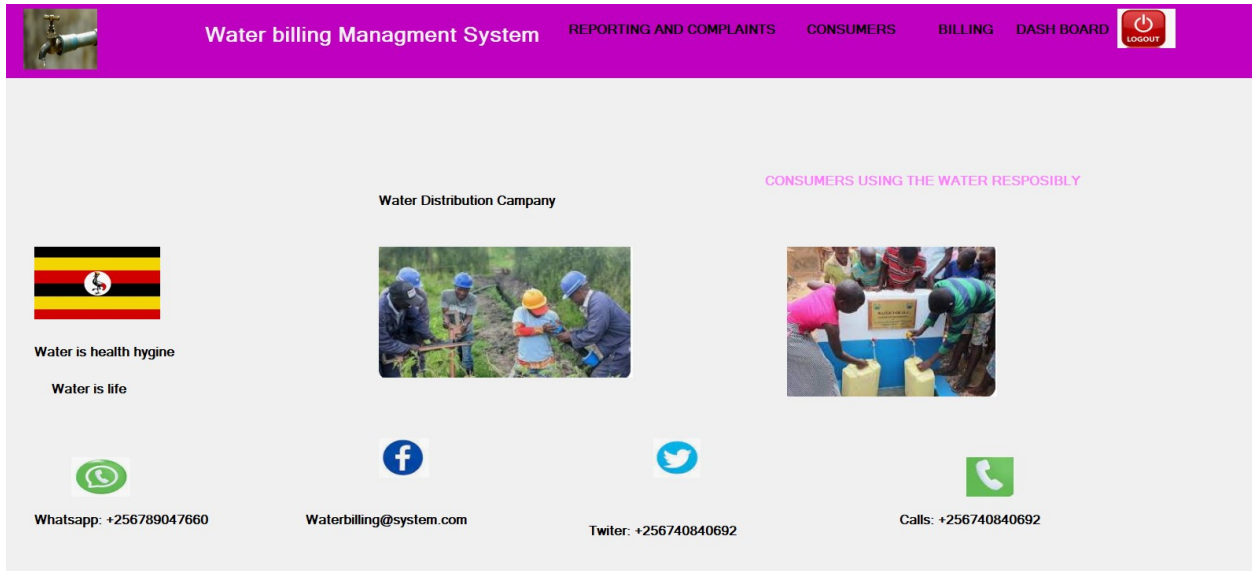 Water billing Managment System
REPORTING AND COMPLAINTS
CONSUMERS
BILLING
DASH BOARD
LOGOUT
CONSUMERS USING THE WATER RESPOSIBLY
Water Distribution Campany
Water is health hygine
Water is life
Whatsapp: +256789047660
Waterbilling@system.com
Twiter: +256740840692
Calls: +256740840692